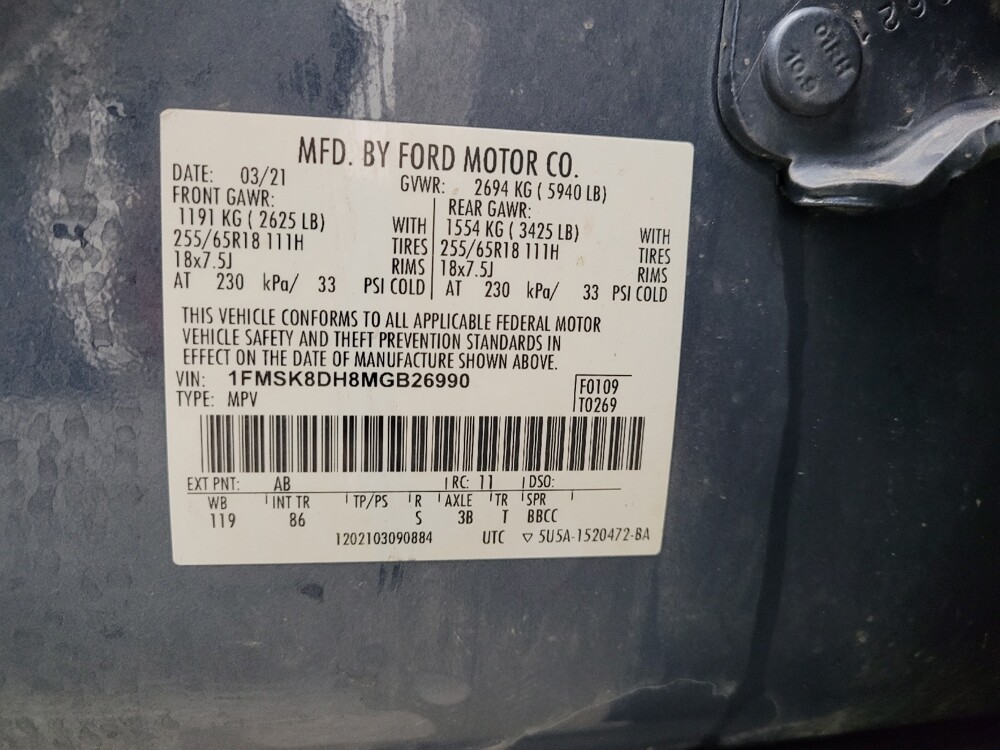 MFD. BY FORD MOTOR CO.
DATE: 03/21 GVWR: 2694 KG ( 5940 LB)
FRONT GAWR: REAR GAWR:
1191 KG ( 2625 LB) WITH 1554 KG ( 3425 LB) WITH
255/65R18 111H TIRES 255/65R18 111H TIRES
18x7.5J RIMS 18x7.5J RIMS
AT 230 kPa/ 33 PSI COLD AT 230 kPa/ 33 PSI COLD
THIS VEHICLE CONFORMS TO ALL APPLICABLE FEDERAL MOTOR
VEHICLE SAFETY AND THEFT PREVENTION STANDARDS IN
EFFECT ON THE DATE OF MANUFACTURE SHOWN ABOVE.
VIN: 1FMSK8DH8MGB26990 F0109
TYPE: MPV T0269
EXT PNT: AB RC: 11 DSO:
WB INT TR TP/PS R AXLE TR SPR
119 86 S 3B T BBCC
1202103090884 UTC ▽ 5U5A-1520472-BA
10.9